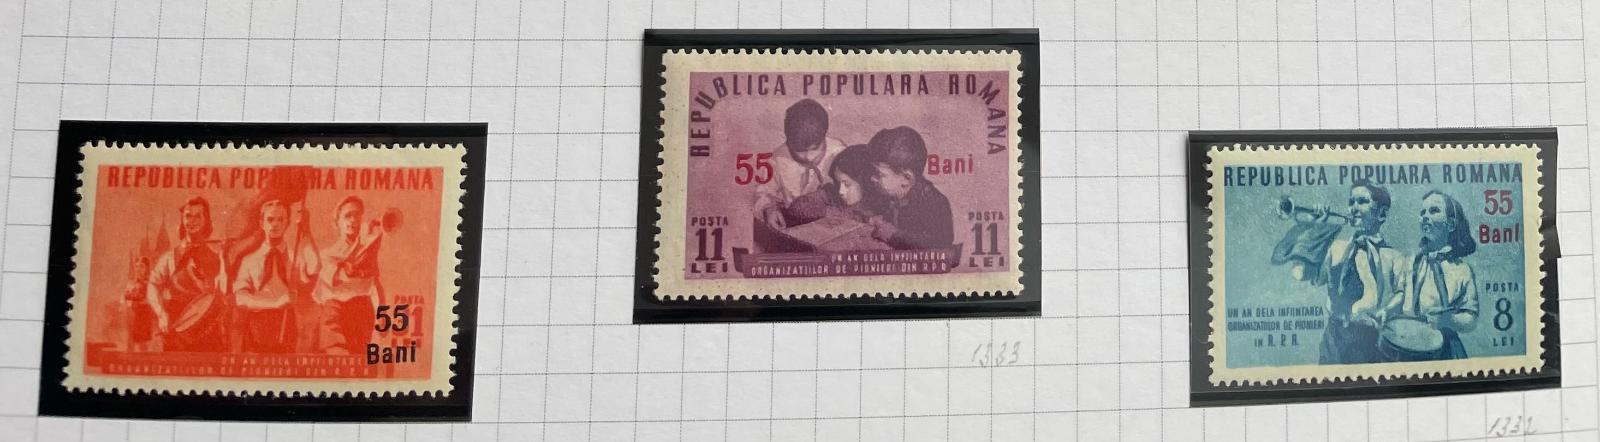 REPUBLICA POPULARA ROMANA
POSTA
55
Bani
UN AN DELA INFIINTAREA
ORGANIZATIILOR DE PIONIERI DIN R.P.R
REPUBLICA POPULARA ROMANA
55 Bani
POSTA POSTA
11 11
LEI LEI
UN AN DELA INFIINTARIA
ORGANIZATIILOR DE PIONIERI DIN R.P.R
1333
REPUBLICA POPULARA ROMANA
55
Bani
POSTA
8
LEI
UN AN DELA INFIINTAREA
ORGANIZATIILOR DE PIONIERI
IN R.P.R.
1332